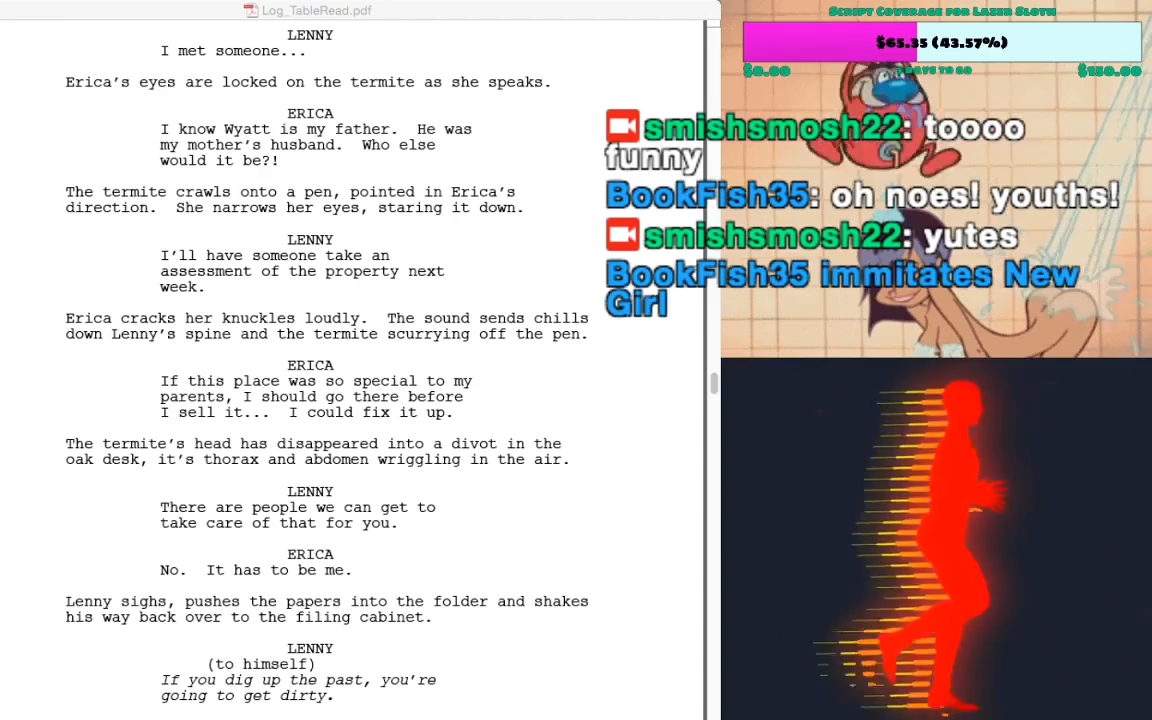 Log_TableRead.pdf
LENNY
I met someone...
Erica’s eyes are locked on the termite as she speaks.
ERICA
I know Wyatt is my father. He was
my mother’s husband. Who else
would it be?!
The termite crawls onto a pen, pointed in Erica’s
direction. She narrows her eyes, staring it down.
LENNY
I’ll have someone take an
assessment of the property next
week.
Erica cracks her knuckles loudly. The sound sends chills
down Lenny’s spine and the termite scurrying off the pen.
ERICA
If this place was so special to my
parents, I should go there before
I sell it... I could fix it up.
The termite’s head has disappeared into a divot in the
oak desk, it’s thorax and abdomen wriggling in the air.
LENNY
There are people we can get to
take care of that for you.
ERICA
No. It has to be me.
Lenny sighs, pushes the papers into the folder and shakes
his way back over to the filing cabinet.
LENNY
(to himself)
If you dig up the past, you’re
going to get dirty.
Script Coverage for Lazer Sloth
$65.35 (43.57%)
$0.00
to go
$150.00
smishsmosh22: toooo
funny
BookFish35: oh noes! youths!
smishsmosh22: yutes
BookFish35 immitates New
Girl